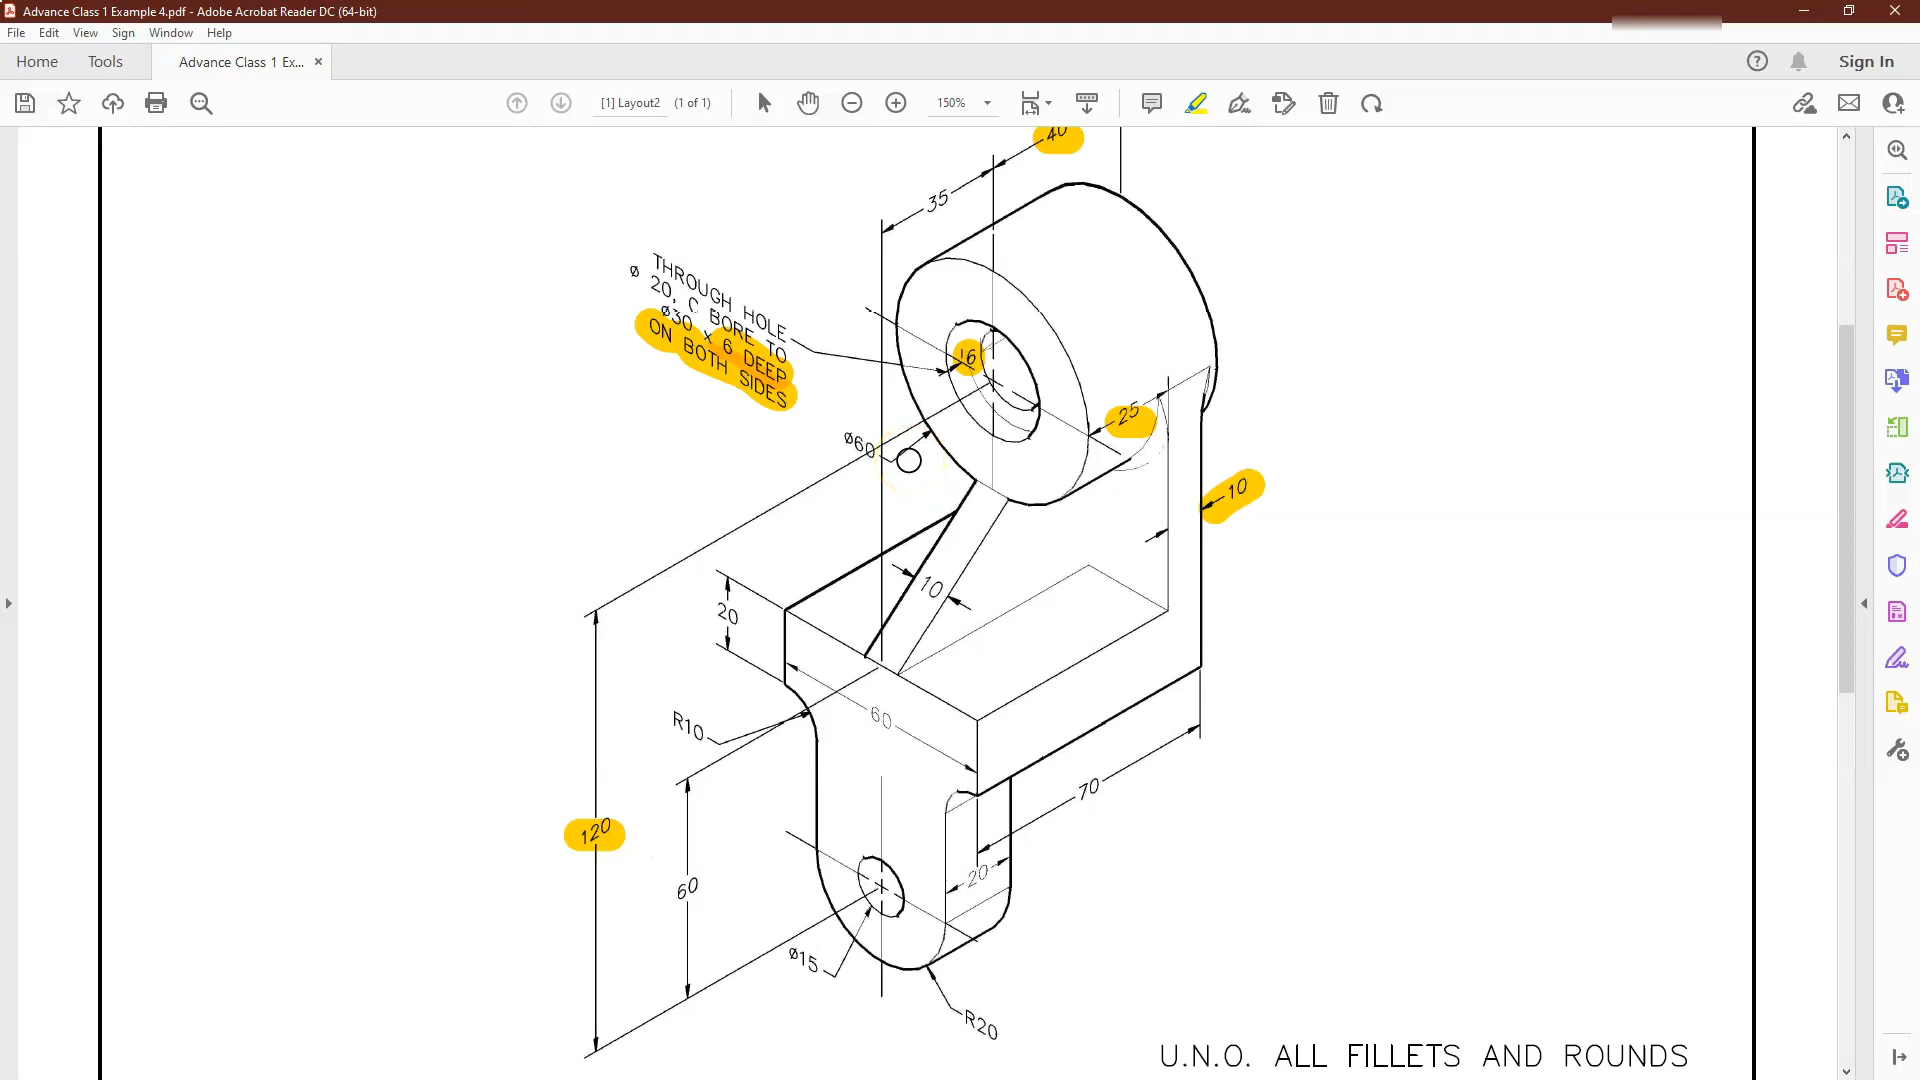 Advance Class 1 Example 4.pdf - Adobe Acrobat Reader DC (64-bit)
File Edit View Sign Window Help
Home Tools Advance Class 1 Ex... ×
Sign In
[1] Layout2 (1 of 1) 150%
40
35
ø THROUGH HOLE
20, C BORE TO
ø30 x 6 DEEP
ON BOTH SIDES
16
25
ø60
10
10
20
R10
60
70
120
60
20
ø15
R20
U.N.O. ALL FILLETS AND ROUNDS